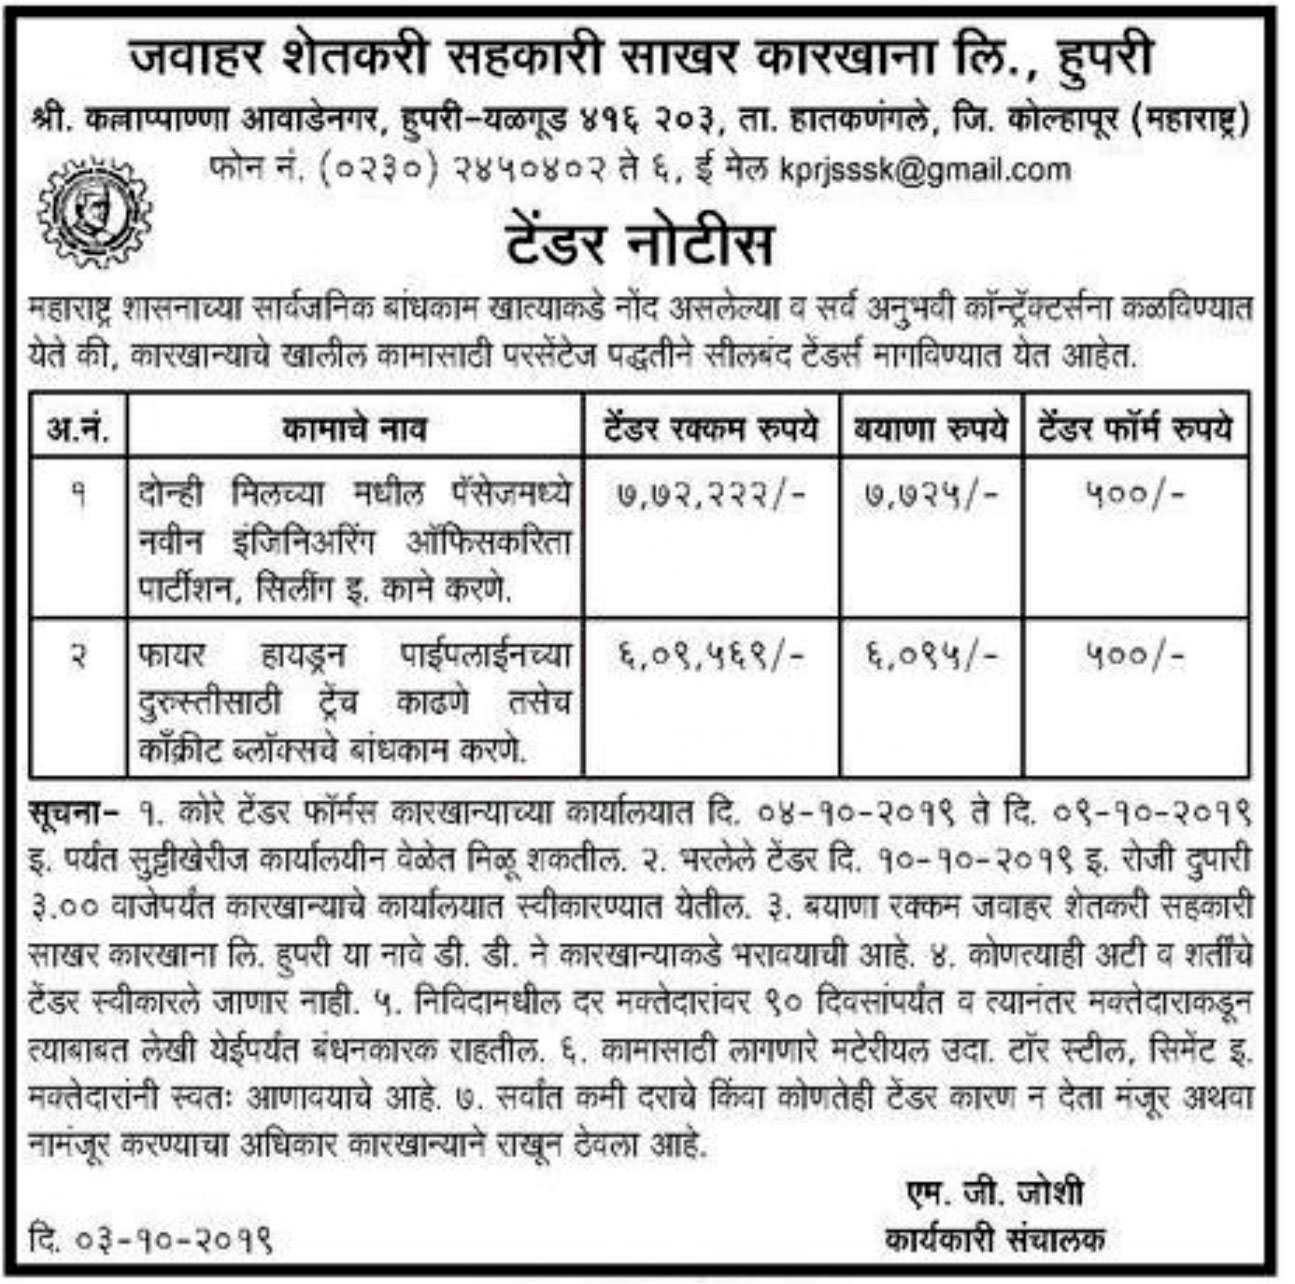 जवाहर शेतकरी सहकारी साखर कारखाना लि., हुपरी
श्री. कल्लाप्पाण्णा आवाडेनगर, हुपरी-यळगूड ४१६ २०३, ता. हातकणंगले, जि. कोल्हापूर (महाराष्ट्र)
फोन नं. (०२३०) २४५०४०२ ते ६, ई मेल kprjsssk@gmail.com
टेंडर नोटीस
महाराष्ट्र शासनाच्या सार्वजनिक बांधकाम खात्याकडे नोंद असलेल्या व सर्व अनुभवी कॉन्ट्रॅक्टर्सना कळविण्यात
येते की, कारखान्याचे खालील कामासाठी परसेंटेज पद्धतीने सीलबंद टेंडर्स मागविण्यात येत आहेत.
अ.नं. कामाचे नाव टेंडर रक्कम रुपये बयाणा रुपये टेंडर फॉर्म रुपये
१ दोन्ही मिलच्या मधील पॅसेजमध्ये ७,७२,२२२/- ७,७२५/- ५००/-
नवीन इंजिनिअरिंग ऑफिसकरिता
पार्टीशन, सिलींग इ. कामे करणे.
२ फायर हायड्रन पाईपलाईनच्या ६,०९,५६९/- ६,०९५/- ५००/-
दुरुस्तीसाठी ट्रेंच काढणे तसेच
काँक्रीट ब्लॉक्सचे बांधकाम करणे.
सूचना- १. कोरे टेंडर फॉर्मस कारखान्याच्या कार्यालयात दि. ०४-१०-२०१९ ते दि. ०९-१०-२०१९
इ. पर्यंत सुट्टीखेरीज कार्यालयीन वेळेत मिळू शकतील. २. भरलेले टेंडर दि. १०-१०-२०१९ इ. रोजी दुपारी
३.०० वाजेपर्यंत कारखान्याचे कार्यालयात स्वीकारण्यात येतील. ३. बयाणा रक्कम जवाहर शेतकरी सहकारी
साखर कारखाना लि. हुपरी या नावे डी. डी. ने कारखान्याकडे भरावयाची आहे. ४. कोणत्याही अटी व शर्तीचे
टेंडर स्वीकारले जाणार नाही. ५. निविदामधील दर मक्तेदारांवर ९० दिवसांपर्यंत व त्यानंतर मक्तेदाराकडून
त्याबाबत लेखी येईपर्यंत बंधनकारक राहतील. ६. कामासाठी लागणारे मटेरीयल उदा. टॉर स्टील, सिमेंट इ.
मक्तेदारांनी स्वतः आणावयाचे आहे. ७. सर्वात कमी दराचे किंवा कोणतेही टेंडर कारण न देता मंजूर अथवा
नामंजूर करण्याचा अधिकार कारखान्याने राखून ठेवला आहे.
एम. जी. जोशी
दि. ०३-१०-२०१९ कार्यकारी संचालक